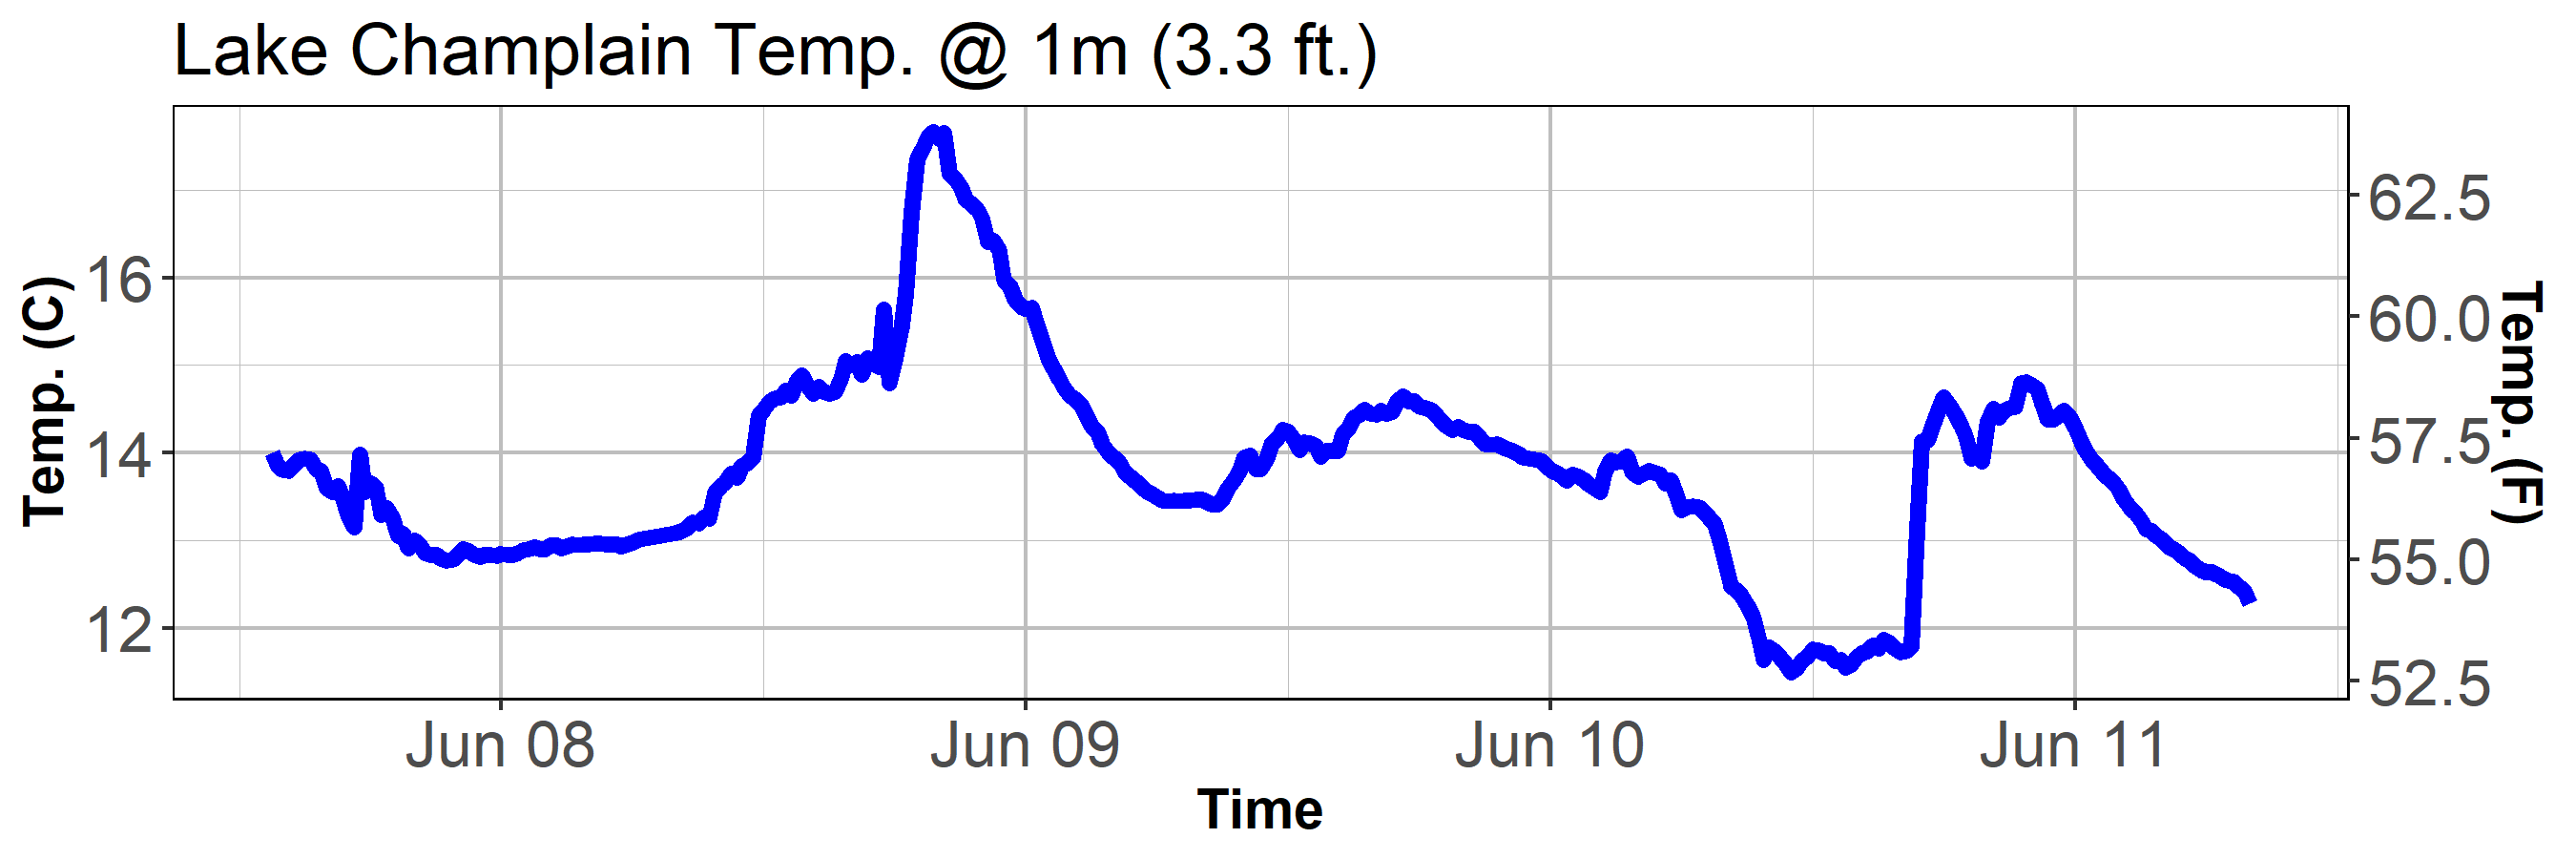 Lake Champlain Temp. @ 1m (3.3 ft.)
Temp. (C)
16
14
12
62.5
60.0
57.5
55.0
52.5
Temp. (F)
Jun 08 Jun 09 Jun 10 Jun 11
Time